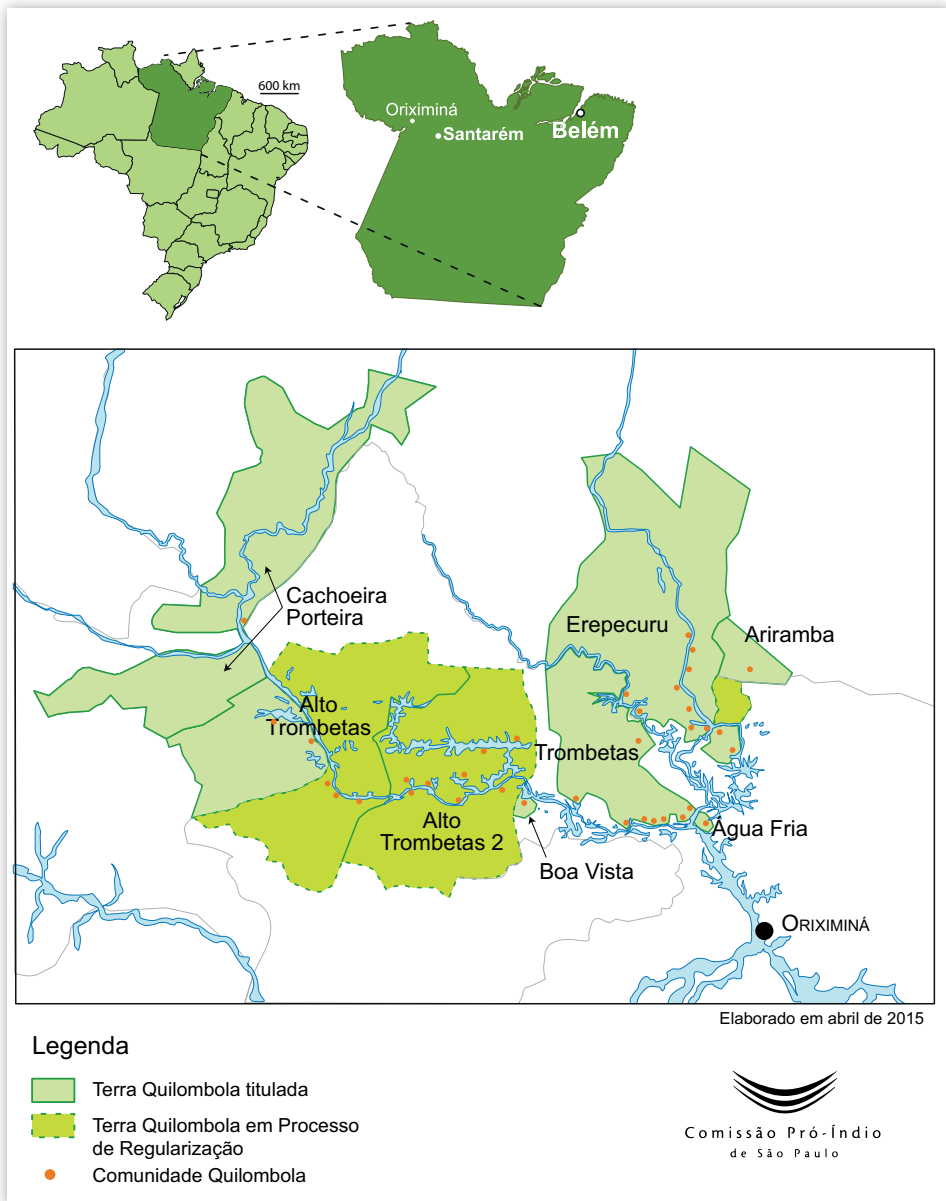 600 km
Oriximiná
Santarém
Belém
Cachoeira
Porteira
Erepecuru
Ariramba
Alto
Trombetas
Trombetas
Alto
Trombetas 2
Água Fria
Boa Vista
ORIXIMINÁ
Elaborado em abril de 2015
Legenda
Terra Quilombola titulada
Terra Quilombola em Processo
de Regularização
Comunidade Quilombola
Comissão Pró-Índio
de São Paulo